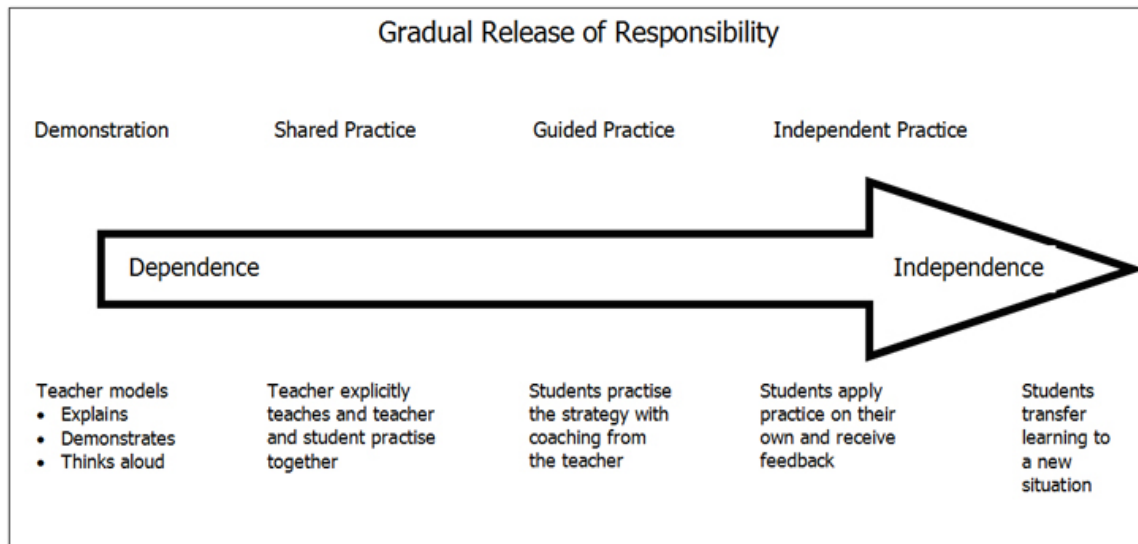 Gradual Release of Responsibility
Demonstration
Shared Practice
Guided Practice
Independent Practice
Dependence
Independence
Teacher models
• Explains
• Demonstrates
• Thinks aloud
Teacher explicitly
teaches and teacher
and student practise
together
Students practise
the strategy with
coaching from
the teacher
Students apply
practice on their
own and receive
feedback
Students
transfer
learning to
a new
situation